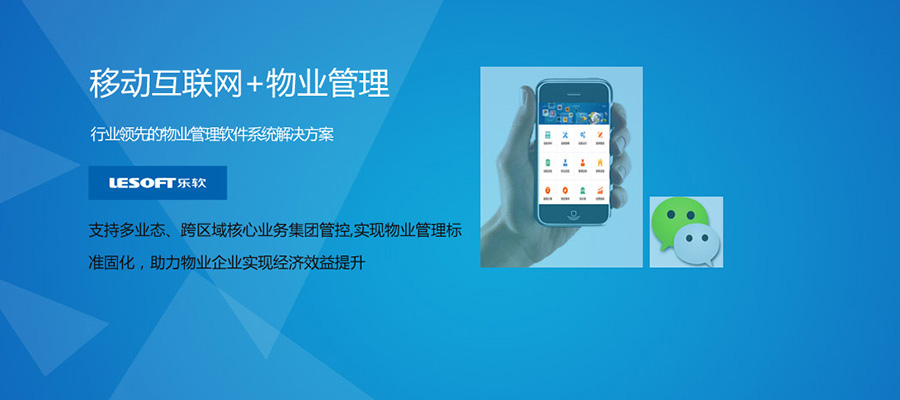 移动互联网+物业管理
行业领先的物业管理软件系统解决方案
LESOFT乐软
支持多业态、跨区域核心业务集团管控,实现物业管理标
准固化，助力物业企业实现经济效益提升